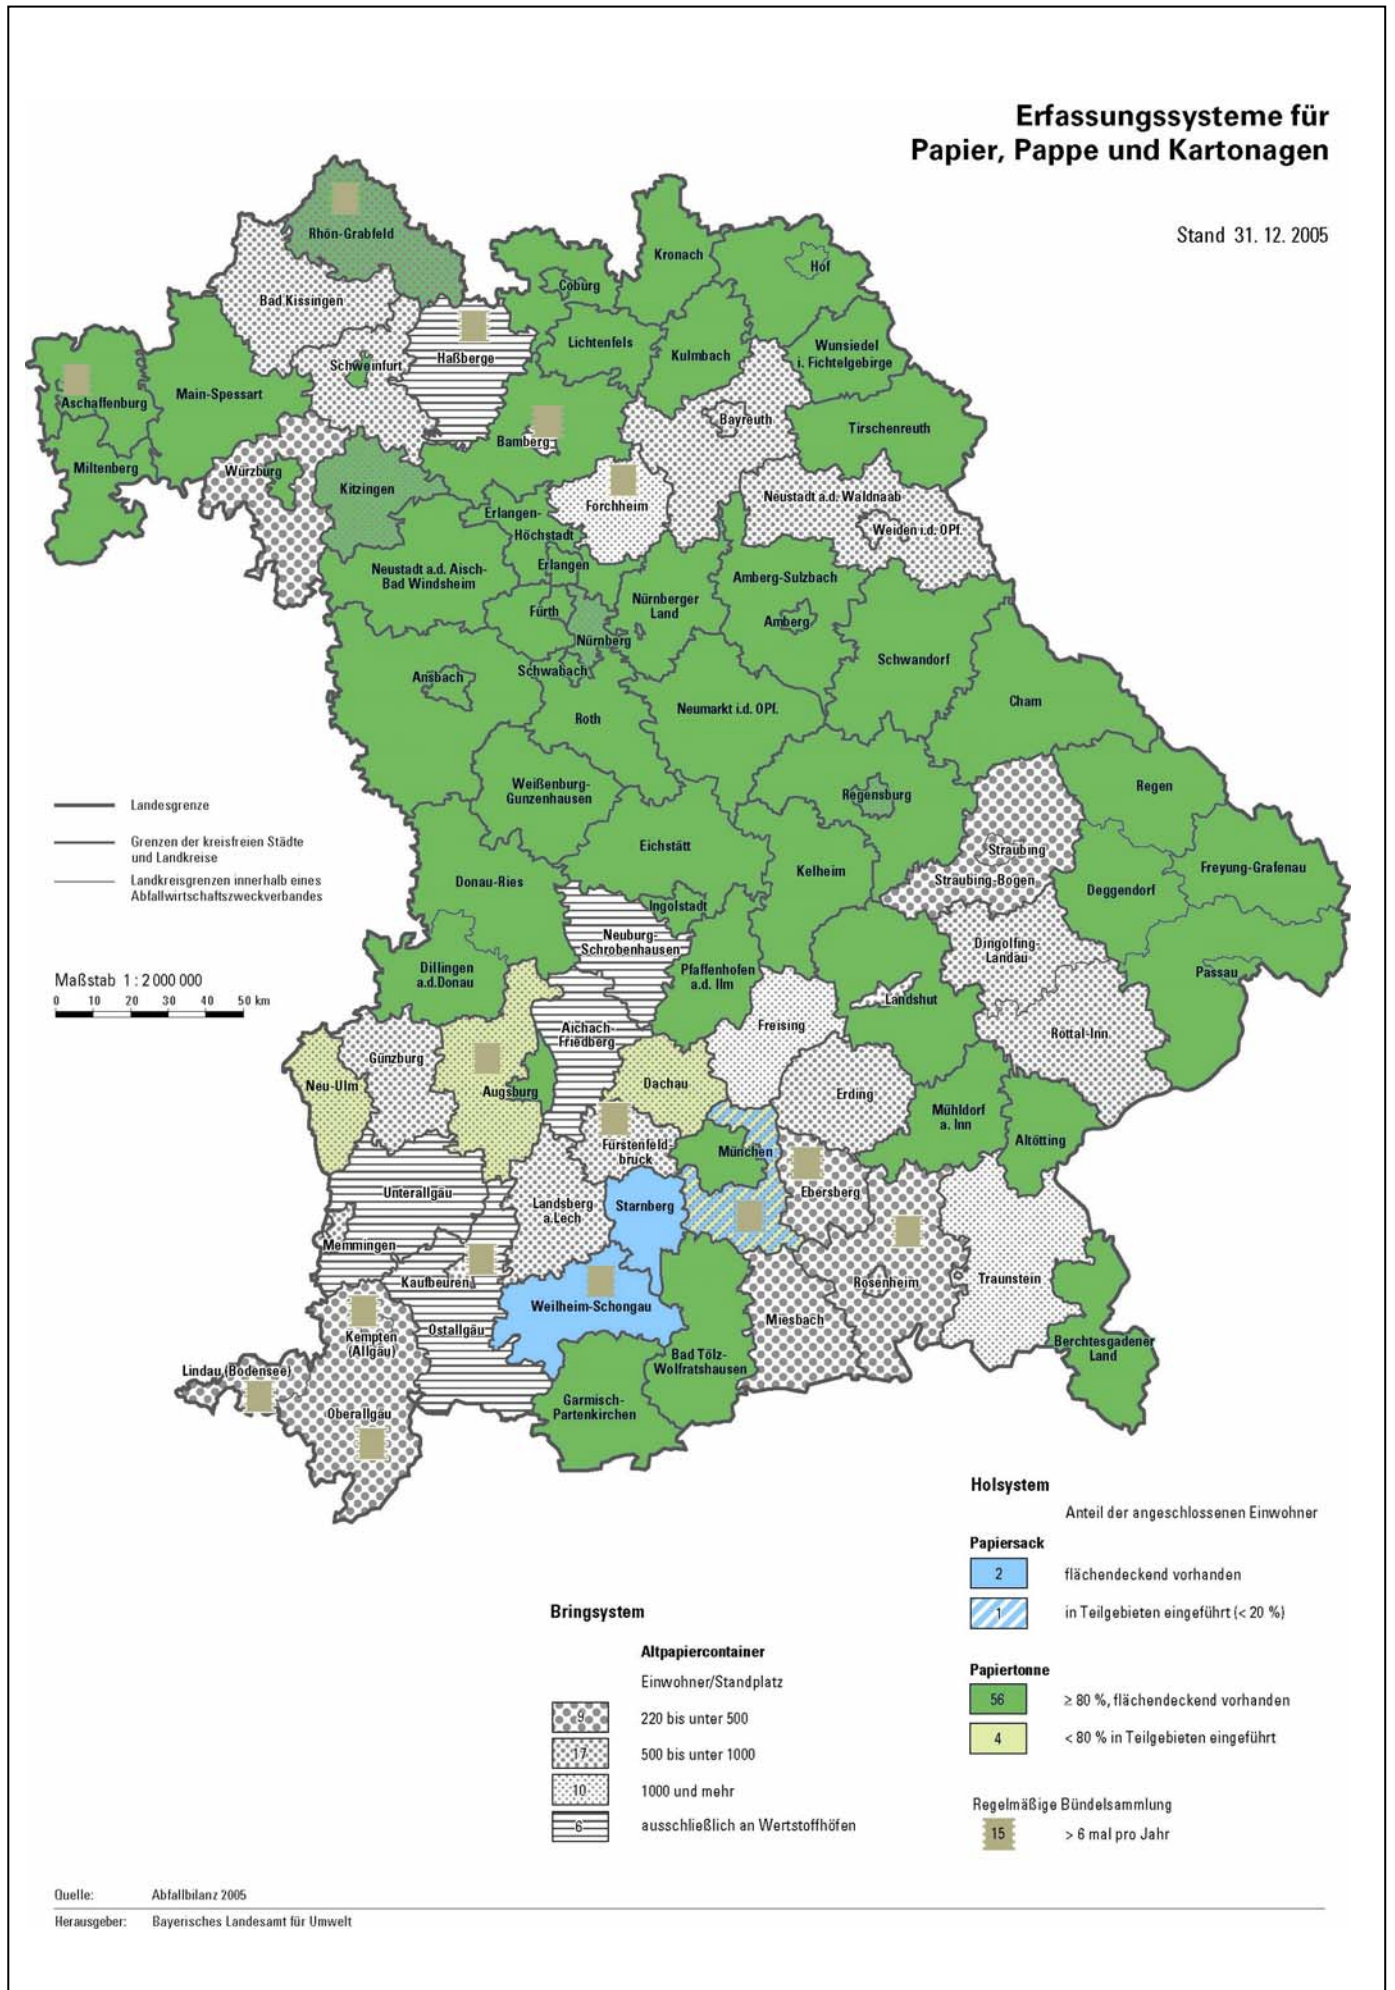 Erfassungssysteme für
Papier, Pappe und Kartonagen
Stand 31. 12. 2005
Rhön-Grabfeld
Bad Kissingen
Coburg
Kronach
Hof
Lichtenfels
Kulmbach
Wunsiedel
i. Fichtelgebirge
Haßberge
Schweinfurt
Aschaffenburg
Main-Spessart
Bayreuth
Tirschenreuth
Bamberg
Miltenberg
Würzburg
Kitzingen
Forchheim
Neustadt a.d. Waldnaab
Weiden i.d. OPf.
Erlangen-
Höchstadt
Erlangen
Neustadt a.d. Aisch-
Bad Windsheim
Amberg-Sulzbach
Nürnberger
Land
Fürth
Amberg
Nürnberg
Schwabach
Schwandorf
Ansbach
Cham
Neumarkt i.d. OPf.
Roth
Weißenburg-
Gunzenhausen
Regensburg
Regen
Landesgrenze
Grenzen der kreisfreien Städte
und Landkreise
Landkreisgrenzen innerhalb eines
Abfallwirtschaftszweckverbandes
Eichstätt
Straubing
Kelheim
Freyung-Grafenau
Donau-Ries
Straubing-Bogen
Deggendorf
Ingolstadt
Neuburg-
Schrobenhausen
Dingolfing-
Landau
Dillingen
a.d.Donau
Pfaffenhofen
a.d. Ilm
Passau
Maßstab 1 : 2 000 000
0 10 20 30 40 50 km
Landshut
Aichach-
Friedberg
Freising
Rottal-Inn
Günzburg
Neu-Ulm
Augsburg
Dachau
Erding
Mühldorf
a. Inn
Altötting
Fürstenfeld-
bruck
München
Unterallgäu
Landsberg
a.Lech
Starnberg
Ebersberg
Memmingen
Kaufbeuren
Rosenheim
Traunstein
Weilheim-Schongau
Miesbach
Ostallgäu
Kempten
(Allgäu)
Berchtesgadener
Land
Bad Tölz-
Wolfratshausen
Lindau (Bodensee)
Oberallgäu
Garmisch-
Partenkirchen
Holsystem
Anteil der angeschlossenen Einwohner
Papiersack
2 flächendeckend vorhanden
1 in Teilgebieten eingeführt (< 20 %)
Papiertonne
56 ≥ 80 %, flächendeckend vorhanden
4 < 80 % in Teilgebieten eingeführt
Regelmäßige Bündelsammlung
15 > 6 mal pro Jahr
Bringsystem
Altpapiercontainer
Einwohner/Standplatz
9 220 bis unter 500
17 500 bis unter 1000
10 1000 und mehr
6 ausschließlich an Wertstoffhöfen
Quelle: Abfallbilanz 2005
Herausgeber: Bayerisches Landesamt für Umwelt